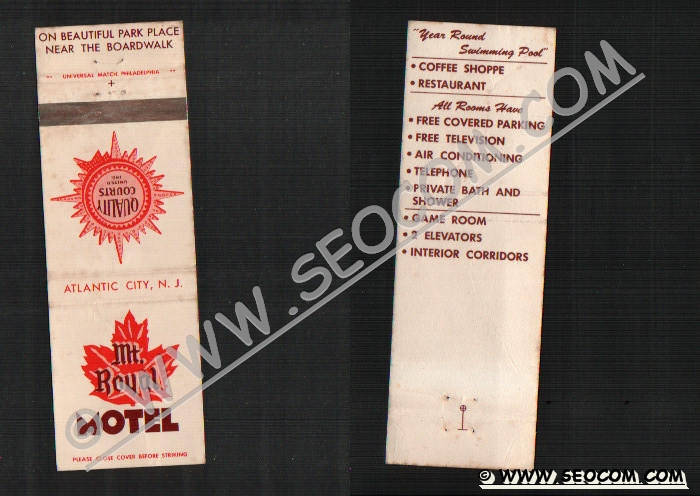 ON BEAUTIFUL PARK PLACE
NEAR THE BOARDWALK
" UNIVERSAL MATCH PHILADELPHIA "
QUALITY
COURTS
UNITED
INC
ATLANTIC CITY, N. J.
Mt.
Royal
MOTEL
PLEASE CLOSE COVER BEFORE STRIKING
"Year Round
Swimming Pool"
• COFFEE SHOPPE
• RESTAURANT
All Rooms Have
• FREE COVERED PARKING
• FREE TELEVISION
• AIR CONDITIONING
• TELEPHONE
• PRIVATE BATH AND
SHOWER
• GAME ROOM
• 2 ELEVATORS
• INTERIOR CORRIDORS
© WWW.SEOCOM.COM
© WWW.SEOCOM.COM